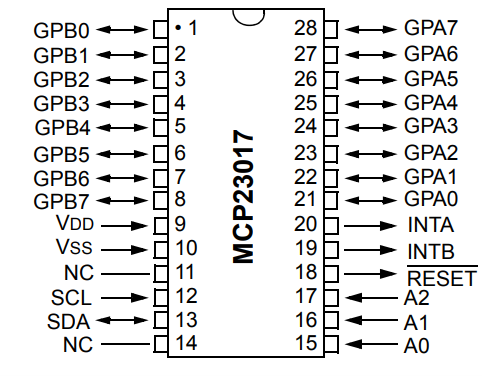 GPB0 • 1 28 GPA7
GPB1 2 27 GPA6
GPB2 3 26 GPA5
GPB3 4 25 GPA4
GPB4 5 24 GPA3
GPB5 6 23 GPA2
GPB6 7 22 GPA1
GPB7 8 21 GPA0
VDD 9 20 INTA
VSS 10 19 INTB
NC 11 18 RESET
SCL 12 17 A2
SDA 13 16 A1
NC 14 15 A0
MCP23017